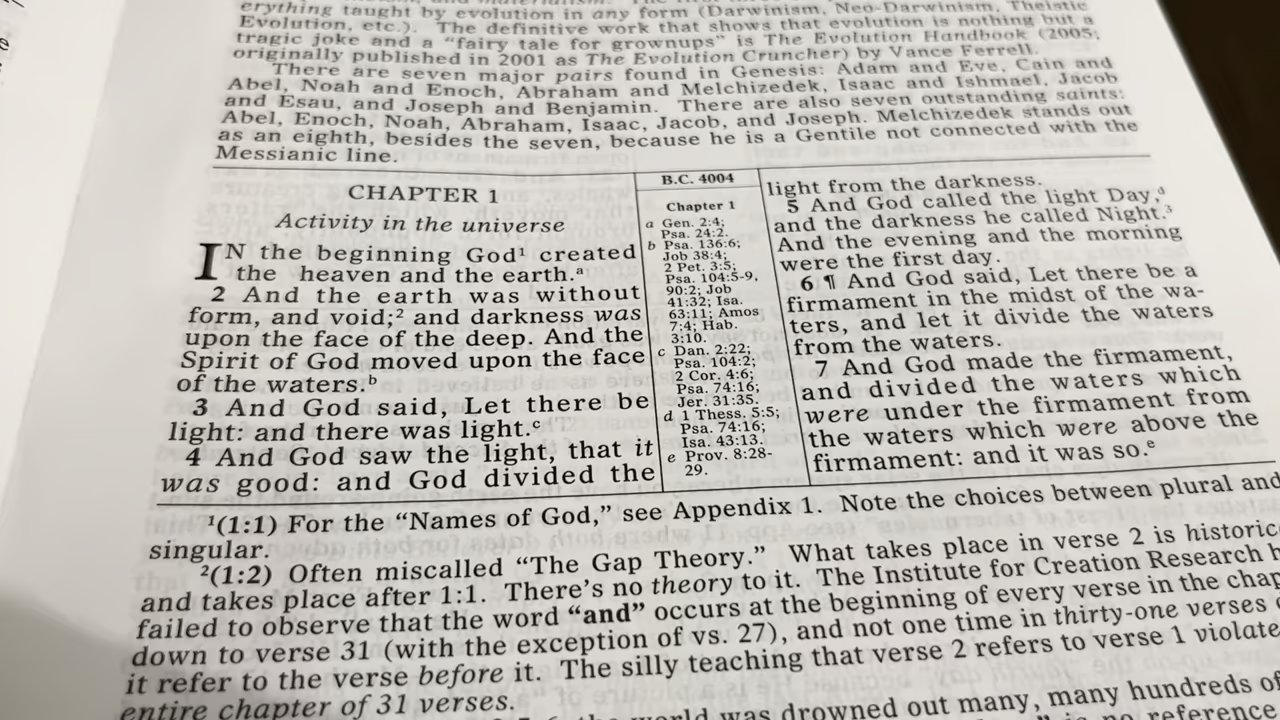 erything taught by evolution in any form (Darwinism, Neo-Darwinism, Theistic
Evolution, etc.). The definitive work that shows that evolution is nothing but a
tragic joke and a “fairy tale for grownups” is The Evolution Handbook (2005;
originally published in 2001 as The Evolution Cruncher) by Vance Ferrell.
There are seven major pairs found in Genesis: Adam and Eve, Cain and
Abel, Noah and Enoch, Abraham and Melchizedek, Isaac and Ishmael, Jacob
and Esau, and Joseph and Benjamin. There are also seven outstanding saints:
Abel, Enoch, Noah, Abraham, Isaac, Jacob, and Joseph. Melchizedek stands out
as an eighth, besides the seven, because he is a Gentile not connected with the
Messianic line.
CHAPTER 1
Activity in the universe
IN the beginning God¹ created
the heaven and the earth.ᵃ
2 And the earth was without
form, and void;² and darkness was
upon the face of the deep. And the
Spirit of God moved upon the face
of the waters.ᵇ
3 And God said, Let there be
light: and there was light.ᶜ
4 And God saw the light, that it
was good: and God divided the
B.C. 4004
Chapter 1
a Gen. 2:4;
Psa. 24:2.
b Psa. 136:6;
Job 38:4;
2 Pet. 3:5;
Psa. 104:5-9,
90:2; Job
41:32; Isa.
63:11; Amos
7:4; Hab.
3:10.
c Dan. 2:22;
Psa. 104:2;
2 Cor. 4:6;
Psa. 74:16;
Jer. 31:35.
d 1 Thess. 5:5;
Psa. 74:16;
Isa. 43:13.
e Prov. 8:28-
29.
light from the darkness.
5 And God called the light Day,ᵈ
and the darkness he called Night.³
And the evening and the morning
were the first day.
6 ¶ And God said, Let there be a
firmament in the midst of the wa-
ters, and let it divide the waters
from the waters.
7 And God made the firmament,
and divided the waters which
were under the firmament from
the waters which were above the
firmament: and it was so.ᵉ
¹(1:1) For the “Names of God,” see Appendix 1. Note the choices between plural and
singular.
²(1:2) Often miscalled “The Gap Theory.” What takes place in verse 2 is historic
and takes place after 1:1. There’s no theory to it. The Institute for Creation Research
failed to observe that the word “and” occurs at the beginning of every verse in the chap
down to verse 31 (with the exception of vs. 27), and not one time in thirty-one verses
it refer to the verse before it. The silly teaching that verse 2 refers to verse 1 violate
entire chapter of 31 verses.
world was drowned out many, many hundreds of
no reference